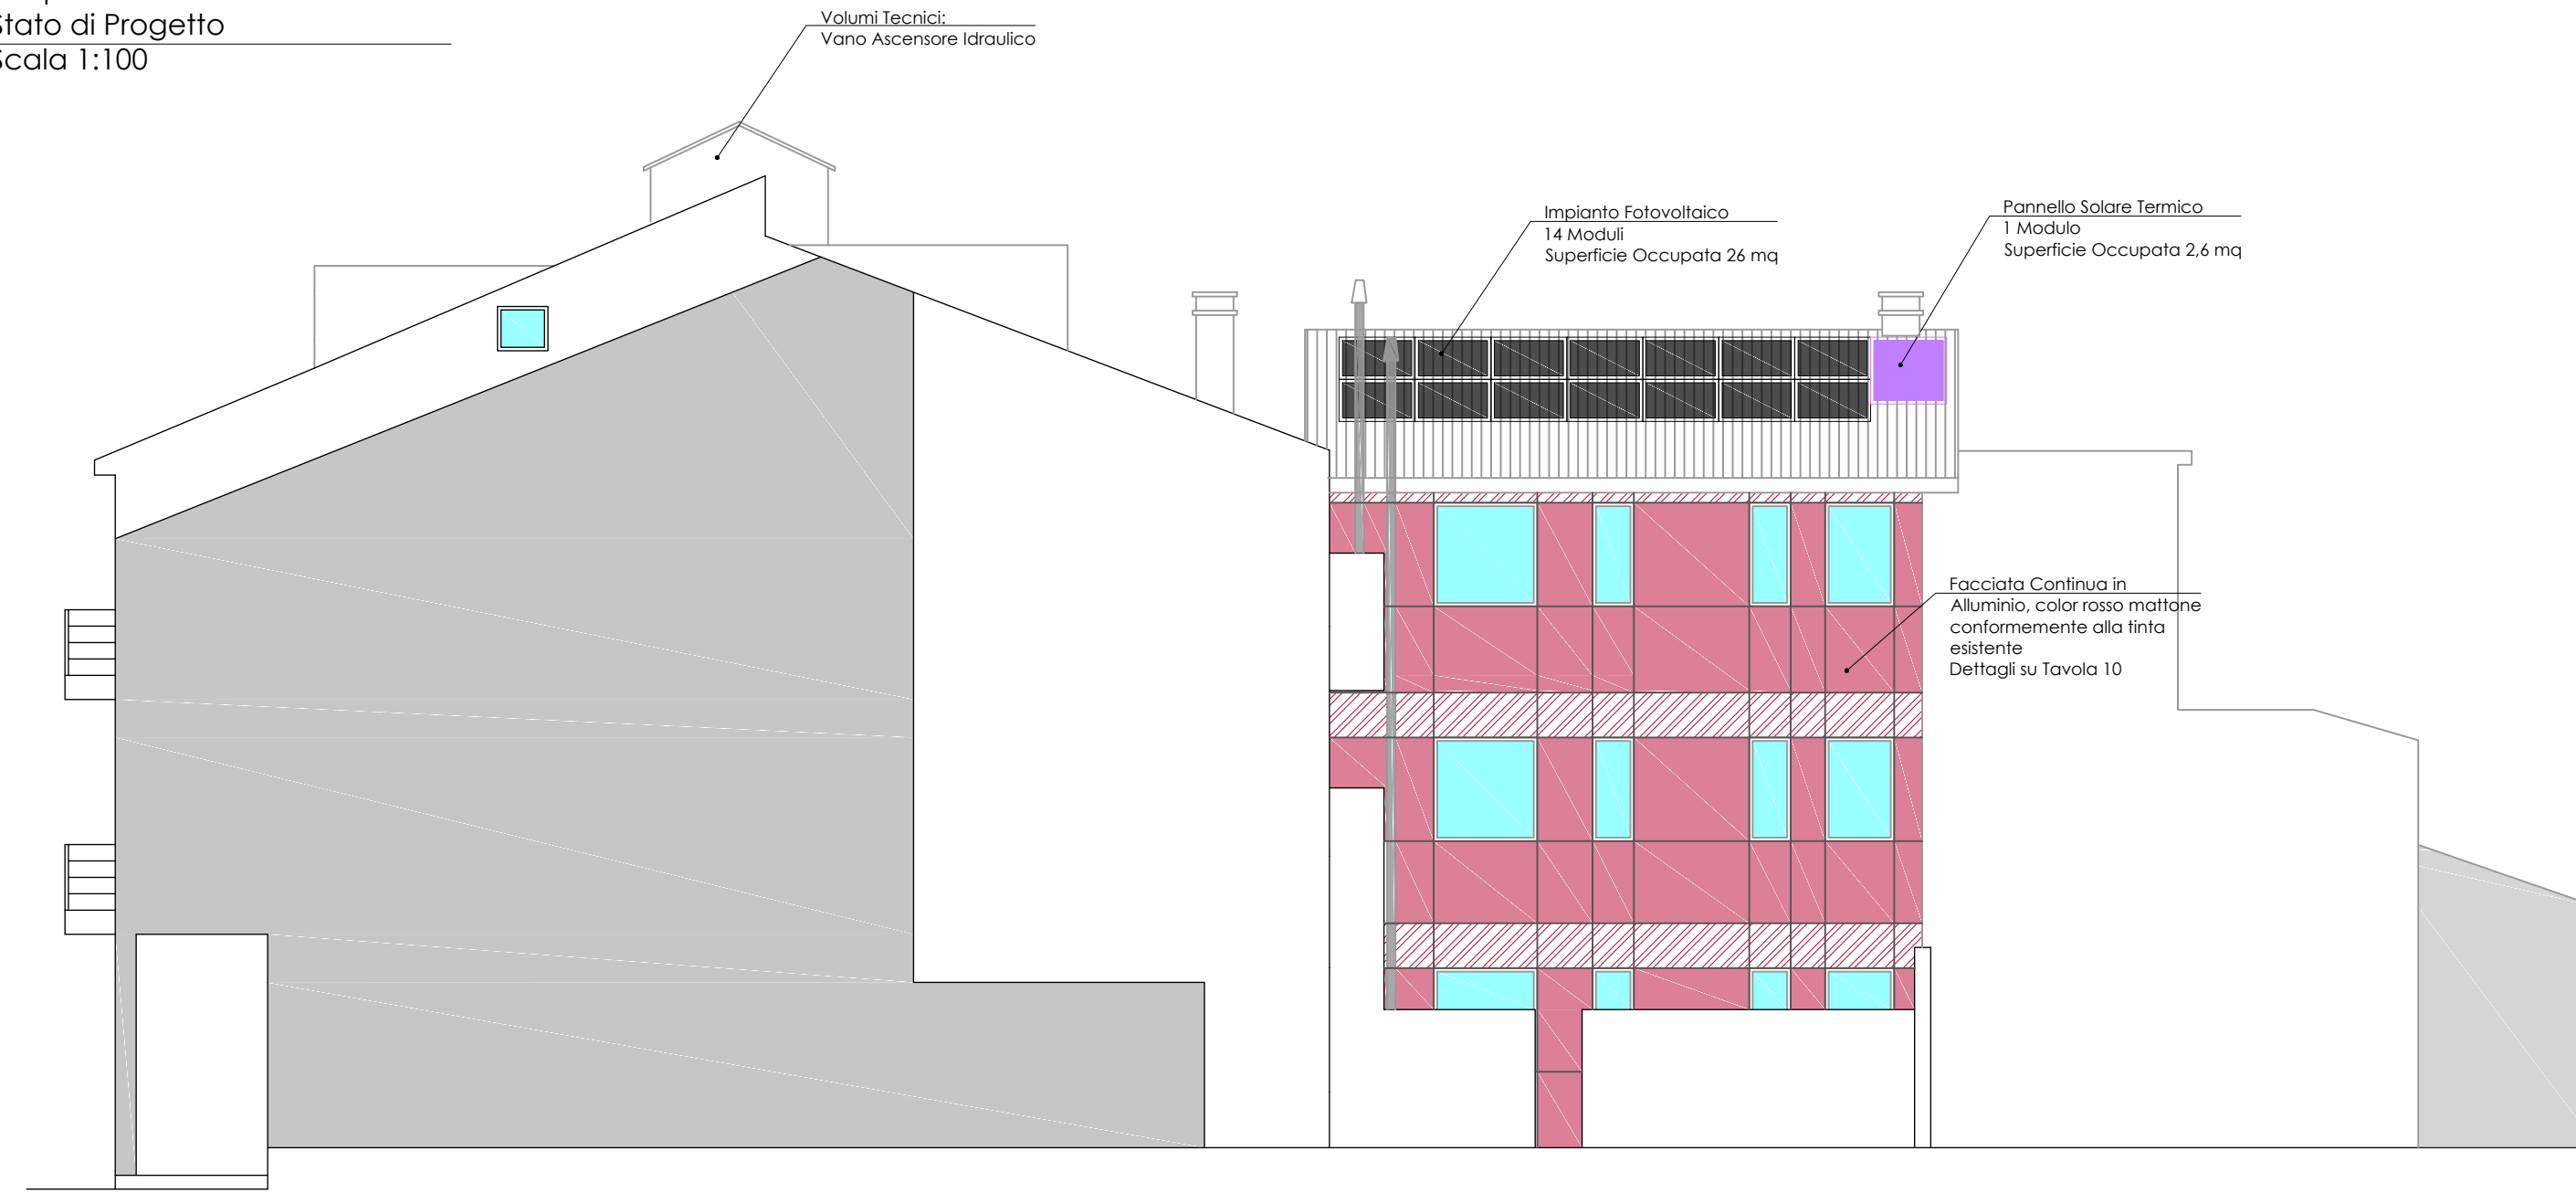 Stato di Progetto
Scala 1:100
Volumi Tecnici:
Vano Ascensore Idraulico
Impianto Fotovoltaico
14 Moduli
Superficie Occupata 26 mq
Pannello Solare Termico
1 Modulo
Superficie Occupata 2,6 mq
Facciata Continua in
Alluminio, color rosso mattone
conformemente alla tinta
esistente
Dettagli su Tavola 10